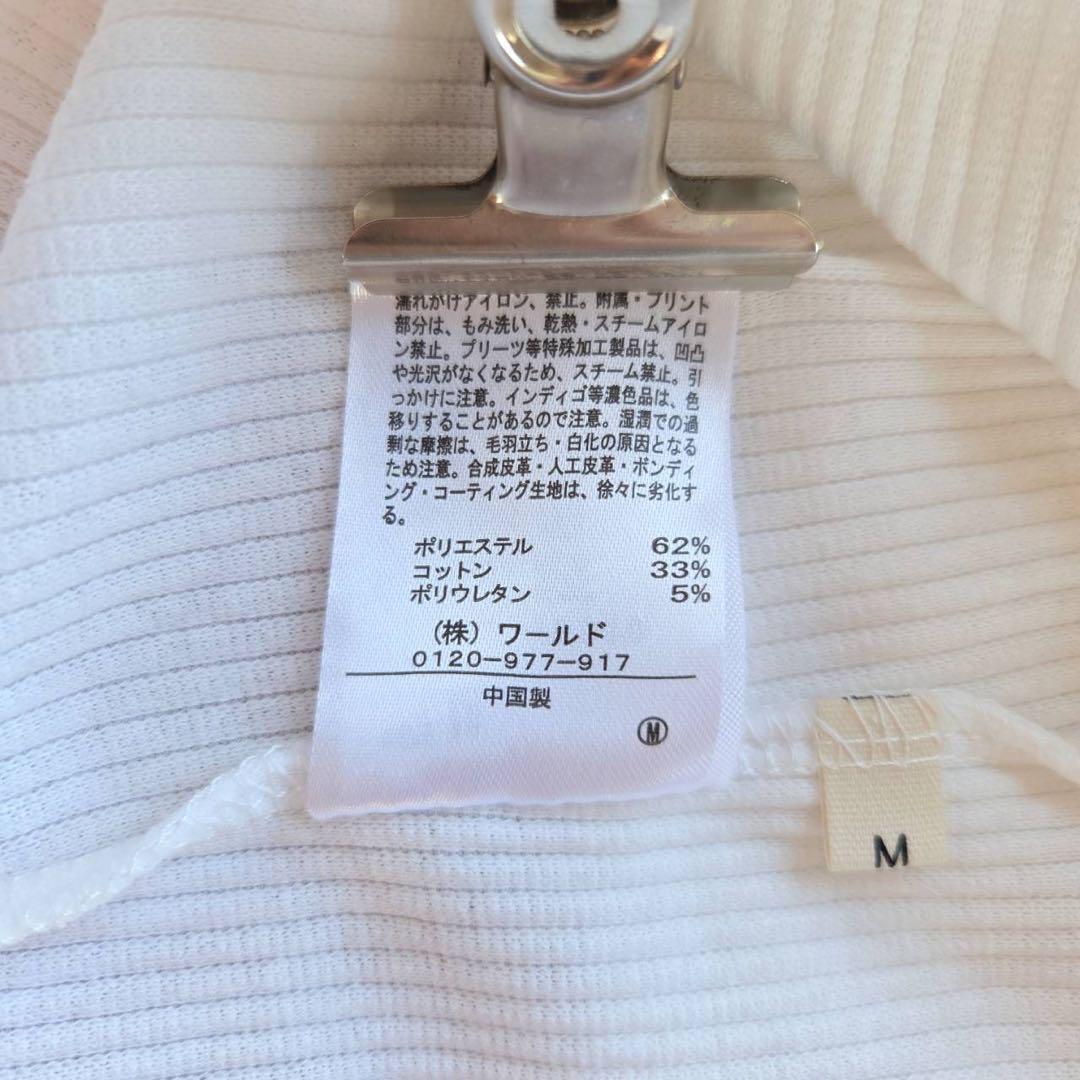 濡れがけアイロン、禁止。附属・プリント
部分は、もみ洗い、乾熱・スチームアイロ
ン禁止。プリーツ等特殊加工製品は、凹凸
や光沢がなくなるため、スチーム禁止。引
っかけに注意。インディゴ等濃色品は、色
移りすることがあるので注意。湿潤での過
剰な摩擦は、毛羽立ち・白化の原因となる
ため注意。合成皮革・人工皮革・ボンディ
ング・コーティング生地は、徐々に劣化す
る。
ポリエステル 62%
コットン 33%
ポリウレタン 5%
(株) ワールド
0120-977-917
中国製
Ⓜ
M